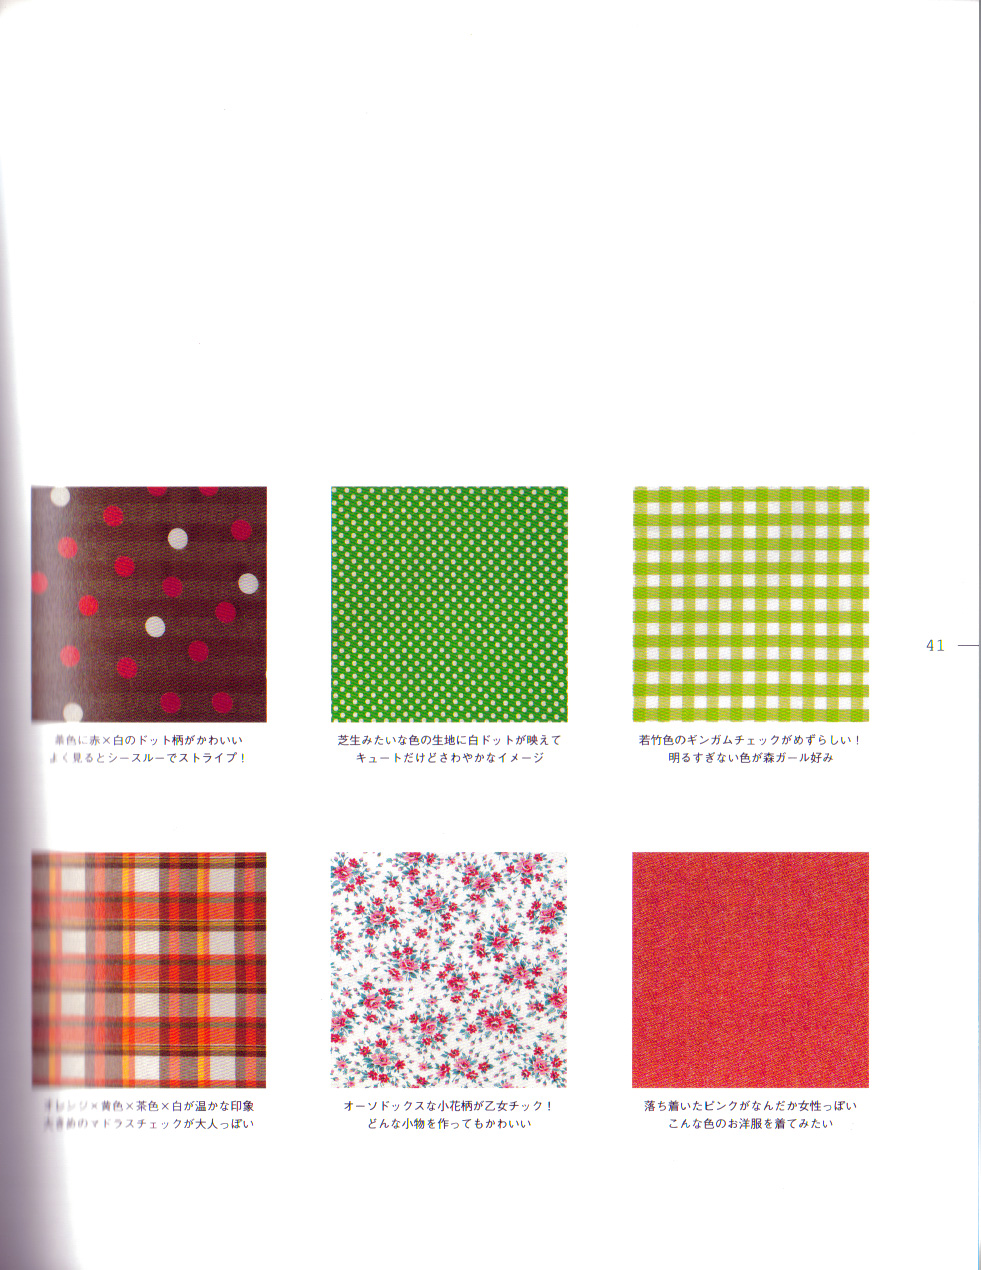 茶色に赤×白のドット柄がかわいい
よく見るとシースルーでストライプ！
芝生みたいな色の生地に白ドットが映えて
キュートだけどさわやかなイメージ
若竹色のギンガムチェックがめずらしい！
明るすぎない色が森ガール好み
41
オレンジ×黄色×茶色×白が温かな印象
大きめのマドラスチェックが大人っぽい
オーソドックスな小花柄が乙女チック！
どんな小物を作ってもかわいい
落ち着いたピンクがなんだか女性っぽい
こんな色のお洋服を着てみたい